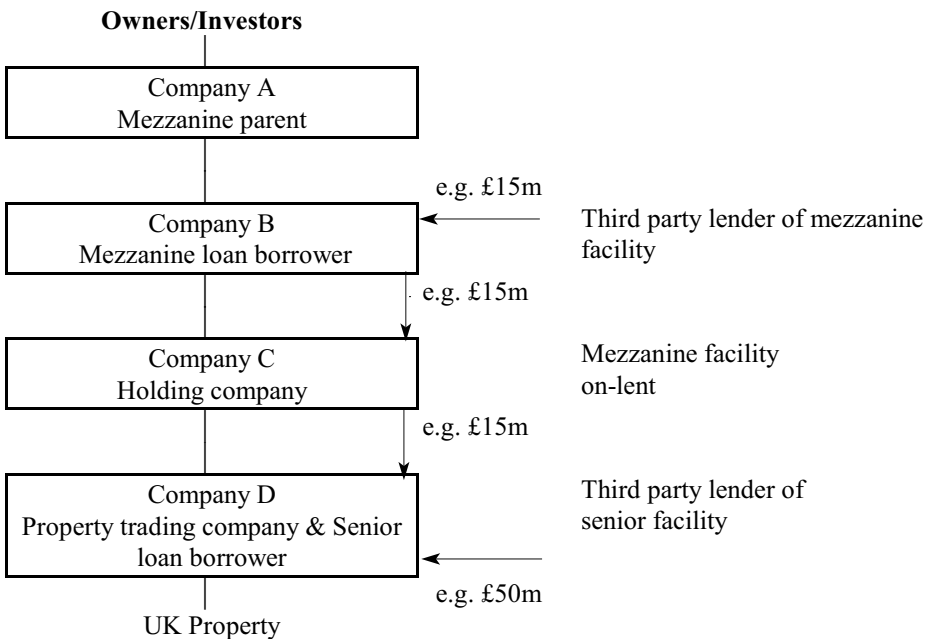 Owners/Investors
Company A
Mezzanine parent
e.g. £15m
Company B
Mezzanine loan borrower
Third party lender of mezzanine
facility
e.g. £15m
Company C
Holding company
Mezzanine facility
on-lent
e.g. £15m
Company D
Property trading company & Senior
loan borrower
Third party lender of
senior facility
e.g. £50m
UK Property